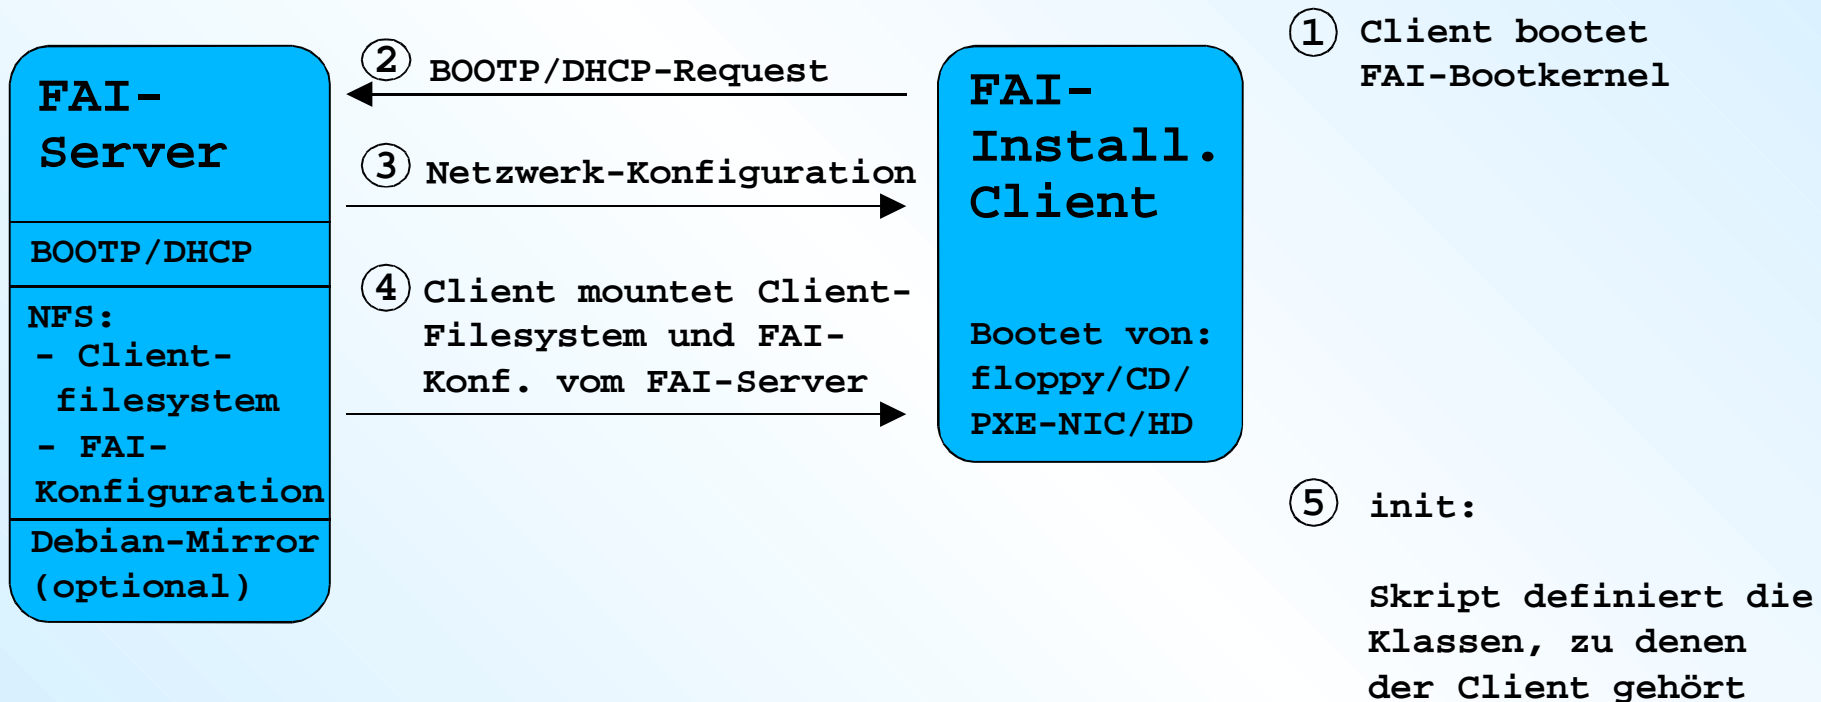 FAI-
Server
BOOTP/DHCP
NFS:
- Client-
filesystem
- FAI-
Konfiguration
Debian-Mirror
(optional)
2 BOOTP/DHCP-Request
3 Netzwerk-Konfiguration
4 Client mountet Client-
Filesystem und FAI-
Konf. vom FAI-Server
FAI-
Install.
Client
Bootet von:
floppy/CD/
PXE-NIC/HD
1 Client bootet
FAI-Bootkernel
5 init:
Skript definiert die
Klassen, zu denen
der Client gehört